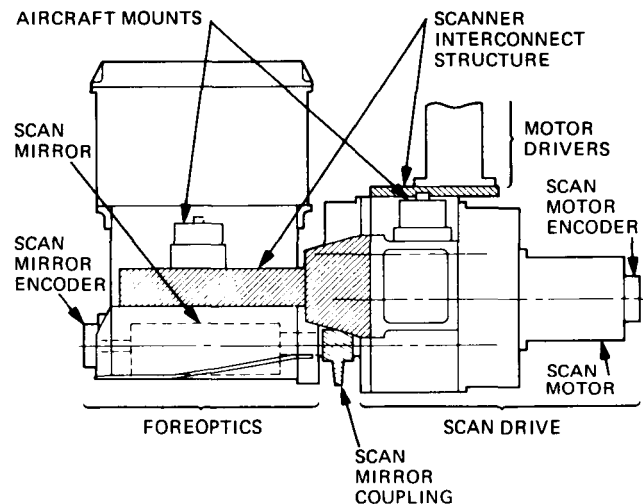 AIRCRAFT MOUNTS
SCANNER
INTERCONNECT
STRUCTURE
SCAN
MIRROR
MOTOR
DRIVERS
SCAN
MIRROR
ENCODER
SCAN
MOTOR
ENCODER
SCAN
MOTOR
FOREOPTICS
SCAN DRIVE
SCAN
MIRROR
COUPLING